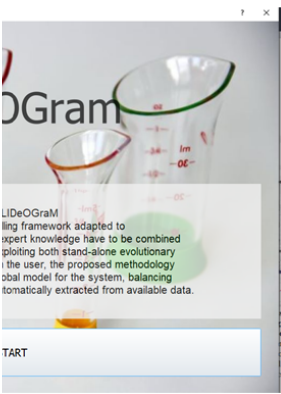 OGram
LIDeOGraM
ling framework adapted to
expert knowledge have to be combined
xploiting both stand-alone evolutionary
the user, the proposed methodology
obal model for the system, balancing
tomatically extracted from available data.
TART